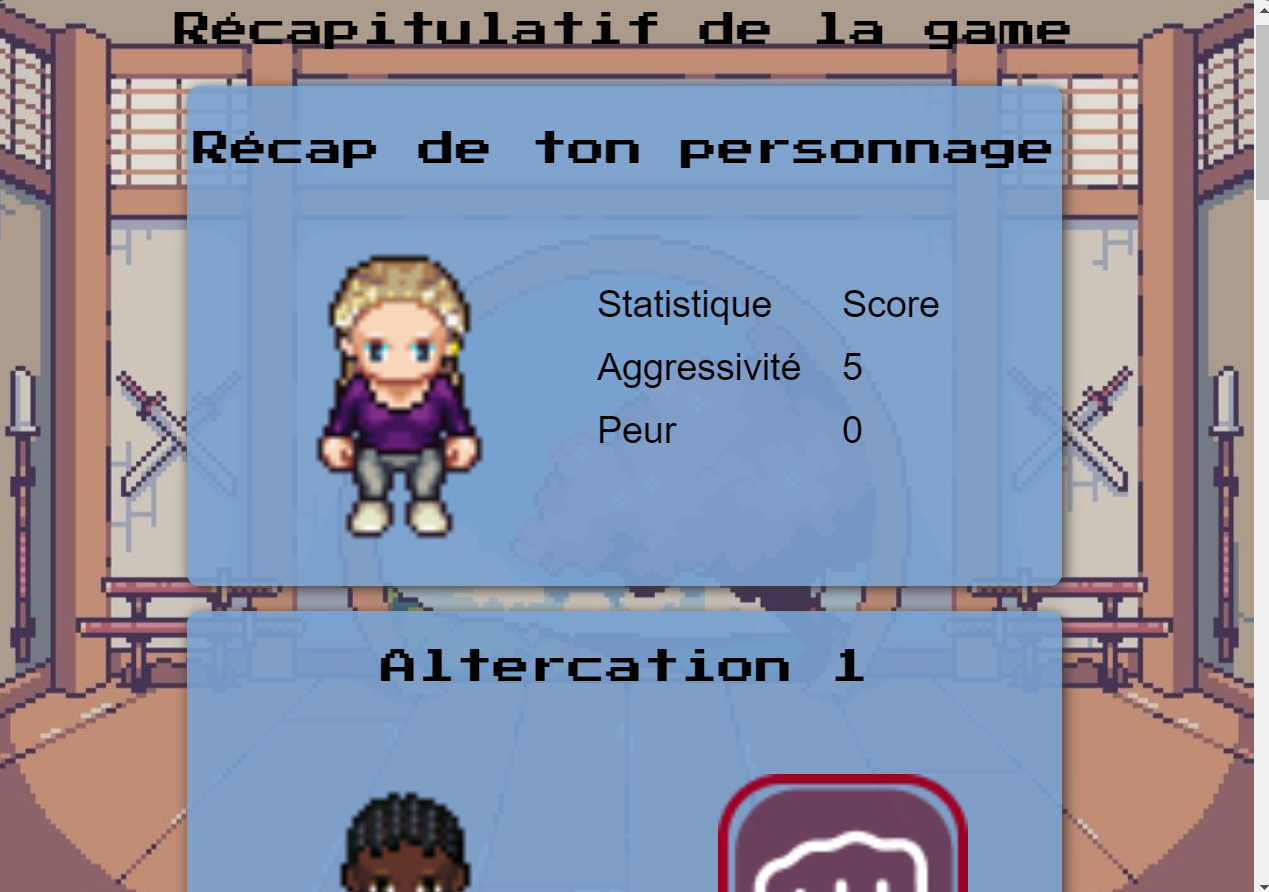 Récapitulatif de la game
Récap de ton personnage
Statistique Score
Aggressivité 5
Peur 0
Altercation 1